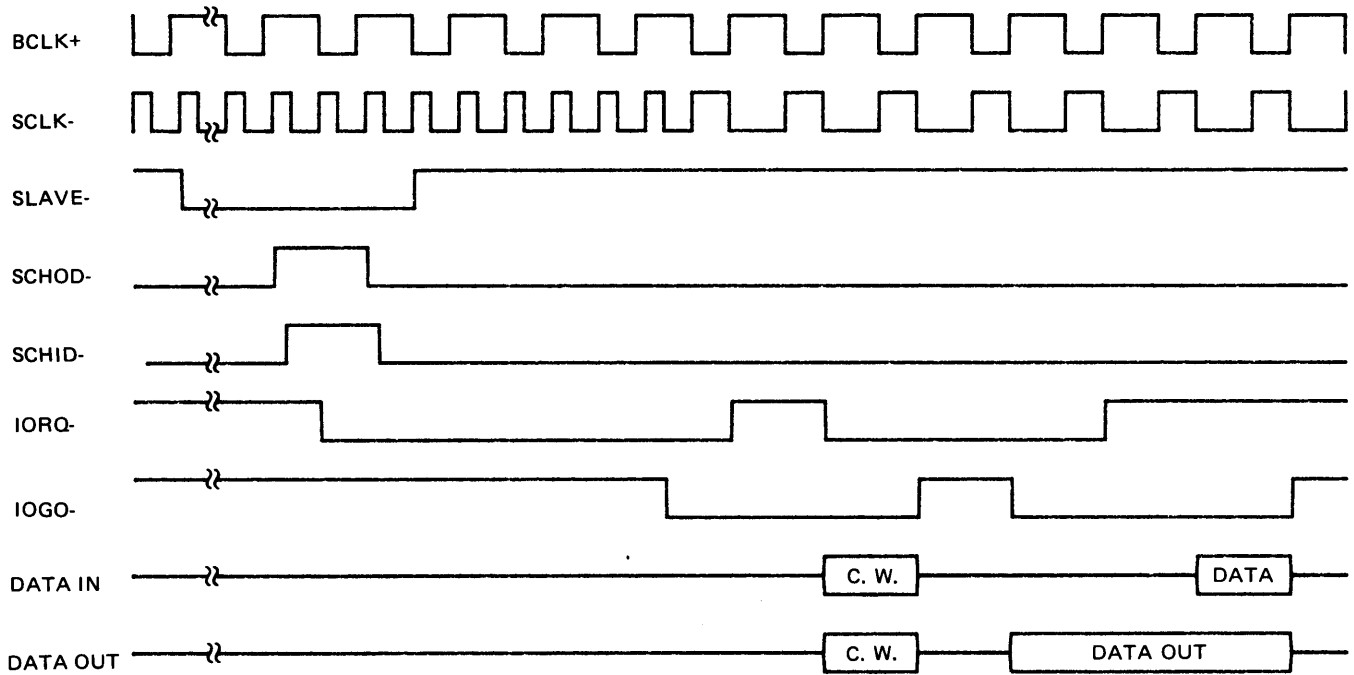 BCLK+
SCLK-
SLAVE-
SCHOD-
SCHID-
IORQ-
IOGO-
DATA IN
C. W.
DATA
DATA OUT
C. W.
DATA OUT